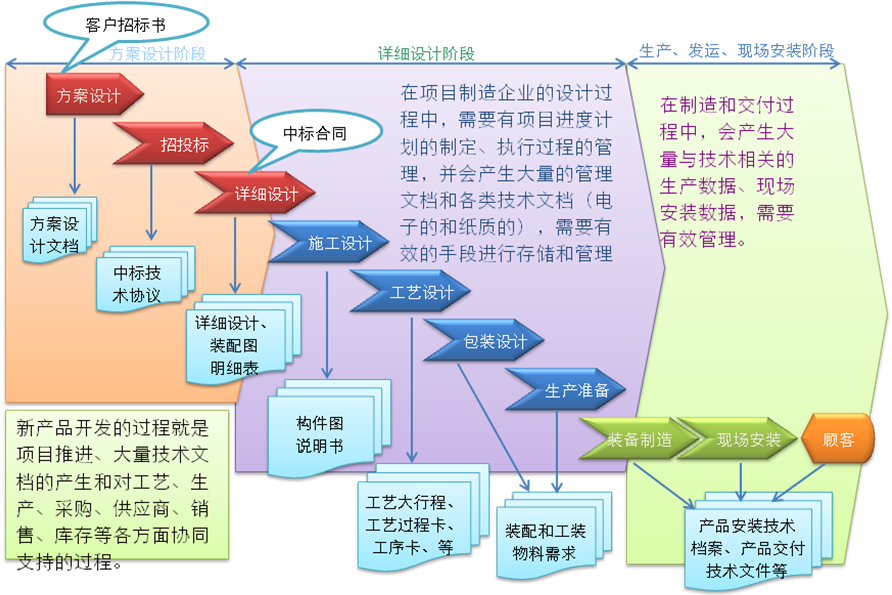 客户招标书
方案设计阶段
详细设计阶段
生产、发运、现场安装阶段
方案设计
招投标
中标合同
详细设计
施工设计
工艺设计
包装设计
生产准备
装备制造
现场安装
顾客
在项目制造企业的设计过
程中，需要有项目进度计
划的制定、执行过程的管
理，并会产生大量的管理
文档和各类技术文档（电
子的和纸质的），需要有
效的手段进行存储和管理
在制造和交付过
程中，会产生大
量与技术相关的
生产数据、现场
安装数据，需要
有效管理。
方案设
计文档
中标技
术协议
详细设计、
装配图
明细表
构件图
说明书
工艺大行程、
工艺过程卡、
工序卡、等
装配和工装
物料需求
产品安装技术
档案、产品交付
技术文件等
新产品开发的过程就是
项目推进、大量技术文
档的产生和对工艺、生
产、采购、供应商、销
售、库存等各方面协同
支持的过程。